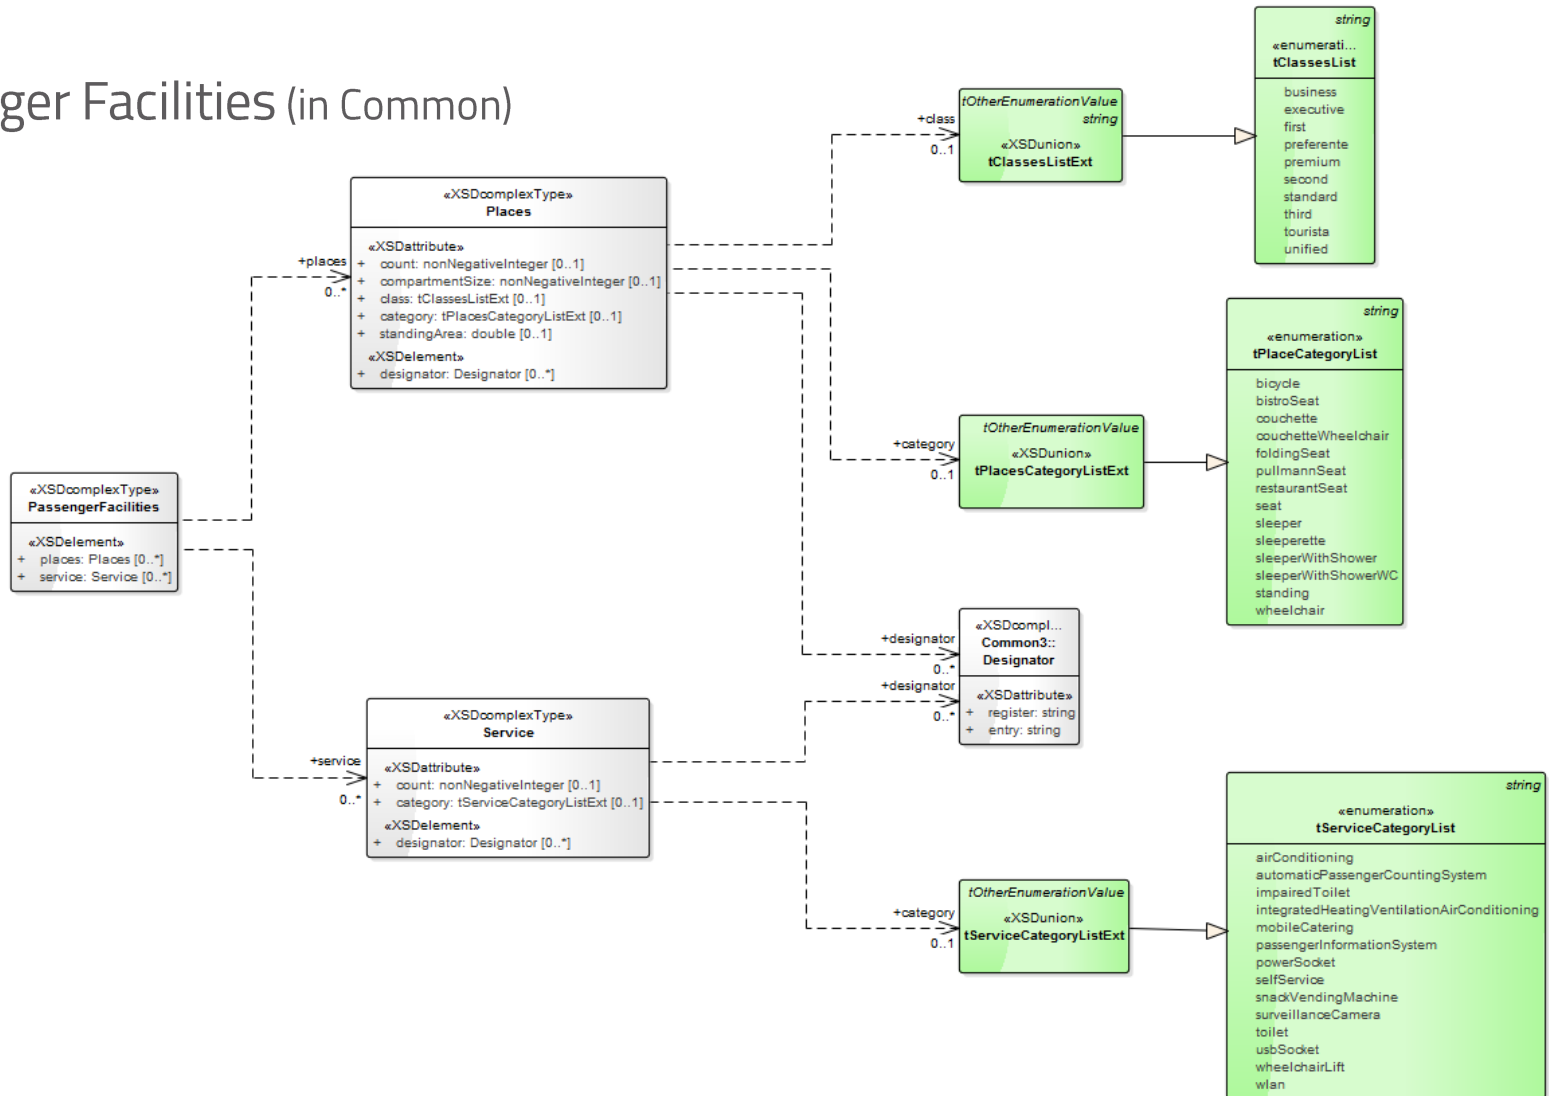 ger Facilities (in Common)
string
«enumerati...
tClassesList
business
executive
first
preferente
premium
second
standard
third
tourista
unified
tOtherEnumerationValue
string
«XSDunion»
tClassesListExt
+class
0..1
«XSDcomplexType»
Places
«XSDattribute»
+ count: nonNegativeInteger [0..1]
+ compartmentSize: nonNegativeInteger [0..1]
+ class: tClassesListExt [0..1]
+ category: tPlacesCategoryListExt [0..1]
+ standingArea: double [0..1]
«XSDelement»
+ designator: Designator [0..*]
+places
0..*
string
«enumeration»
tPlaceCategoryList
bicycle
bistroSeat
couchette
couchetteWheelchair
foldingSeat
pullmannSeat
restaurantSeat
seat
sleeper
sleeperette
sleeperWithShower
sleeperWithShowerWC
standing
wheelchair
tOtherEnumerationValue
«XSDunion»
tPlacesCategoryListExt
+category
0..1
«XSDcomplexType»
PassengerFacilities
«XSDelement»
+ places: Places [0..*]
+ service: Service [0..*]
«XSDcompl...
Common3::
Designator
«XSDattribute»
+ register: string
+ entry: string
+designator
0..*
+designator
0..*
«XSDcomplexType»
Service
«XSDattribute»
+ count: nonNegativeInteger [0..1]
+ category: tServiceCategoryListExt [0..1]
«XSDelement»
+ designator: Designator [0..*]
+service
0..*
string
«enumeration»
tServiceCategoryList
airConditioning
automaticPassengerCountingSystem
impairedToilet
integratedHeatingVentilationAirConditioning
mobileCatering
passengerInformationSystem
powerSocket
selfService
snackVendingMachine
surveillanceCamera
toilet
usbSocket
wheelchairLift
wlan
tOtherEnumerationValue
«XSDunion»
tServiceCategoryListExt
+category
0..1